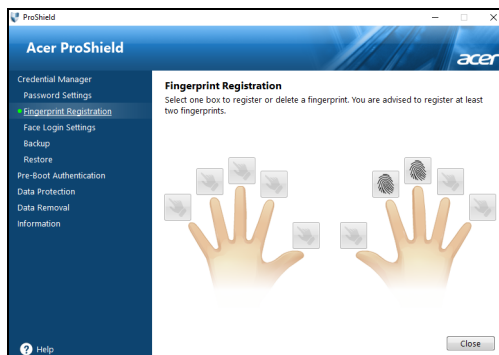 ProShield
Acer ProShield
acer
Credential Manager
Password Settings
Fingerprint Registration
Face Login Settings
Backup
Restore
Pre-Boot Authentication
Data Protection
Data Removal
Information
Help
Fingerprint Registration
Select one box to register or delete a fingerprint. You are advised to register at least
two fingerprints.
Close